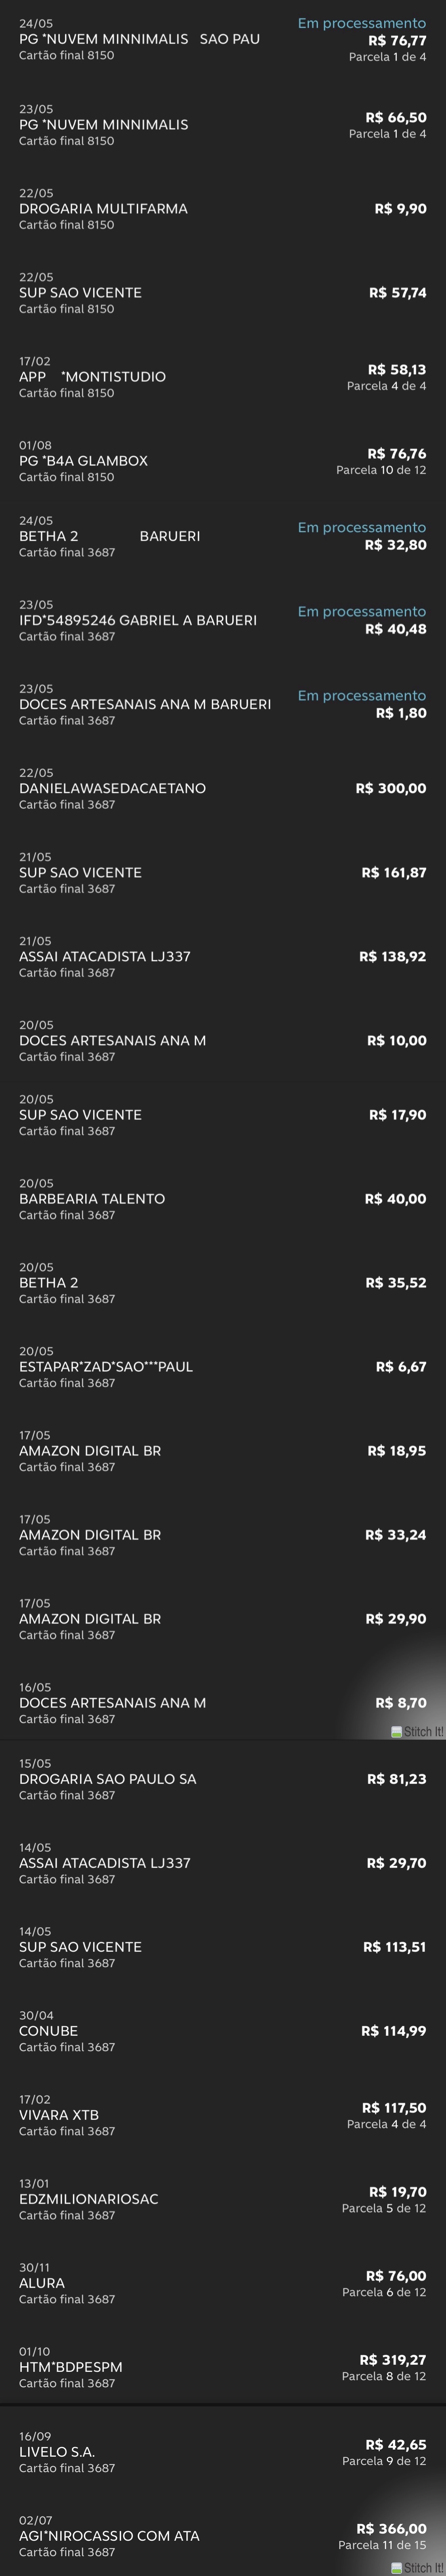 24/05
Em processamento
PG *NUVEM MINNIMALIS SAO PAU
R$ 76,77
Cartão final 8150
Parcela 1 de 4
23/05
PG *NUVEM MINNIMALIS
R$ 66,50
Cartão final 8150
Parcela 1 de 4
22/05
DROGARIA MULTIFARMA
R$ 9,90
Cartão final 8150
22/05
SUP SAO VICENTE
R$ 57,74
Cartão final 8150
17/02
APP *MONTISTUDIO
R$ 58,13
Cartão final 8150
Parcela 4 de 4
01/08
PG *B4A GLAMBOX
R$ 76,76
Cartão final 8150
Parcela 10 de 12
24/05
Em processamento
BETHA 2 BARUERI
R$ 32,80
Cartão final 3687
23/05
Em processamento
IFD*54895246 GABRIEL A BARUERI
R$ 40,48
Cartão final 3687
23/05
Em processamento
DOCES ARTESANAIS ANA M BARUERI
R$ 1,80
Cartão final 3687
22/05
DANIELAWASEDACAETANO
R$ 300,00
Cartão final 3687
21/05
SUP SAO VICENTE
R$ 161,87
Cartão final 3687
21/05
ASSAI ATACADISTA LJ337
R$ 138,92
Cartão final 3687
20/05
DOCES ARTESANAIS ANA M
R$ 10,00
Cartão final 3687
20/05
SUP SAO VICENTE
R$ 17,90
Cartão final 3687
20/05
BARBEARIA TALENTO
R$ 40,00
Cartão final 3687
20/05
BETHA 2
R$ 35,52
Cartão final 3687
20/05
ESTAPAR*ZAD*SAO***PAUL
R$ 6,67
Cartão final 3687
17/05
AMAZON DIGITAL BR
R$ 18,95
Cartão final 3687
17/05
AMAZON DIGITAL BR
R$ 33,24
Cartão final 3687
17/05
AMAZON DIGITAL BR
R$ 29,90
Cartão final 3687
16/05
DOCES ARTESANAIS ANA M
R$ 8,70
Cartão final 3687
Stitch It!
15/05
DROGARIA SAO PAULO SA
R$ 81,23
Cartão final 3687
14/05
ASSAI ATACADISTA LJ337
R$ 29,70
Cartão final 3687
14/05
SUP SAO VICENTE
R$ 113,51
Cartão final 3687
30/04
CONUBE
R$ 114,99
Cartão final 3687
17/02
VIVARA XTB
R$ 117,50
Cartão final 3687
Parcela 4 de 4
13/01
EDZMILIONARIOSAC
R$ 19,70
Cartão final 3687
Parcela 5 de 12
30/11
ALURA
R$ 76,00
Cartão final 3687
Parcela 6 de 12
01/10
HTM*BDPESPM
R$ 319,27
Cartão final 3687
Parcela 8 de 12
16/09
LIVELO S.A.
R$ 42,65
Cartão final 3687
Parcela 9 de 12
02/07
AGI*NIROCASSIO COM ATA
R$ 366,00
Cartão final 3687
Parcela 11 de 15
Stitch It!